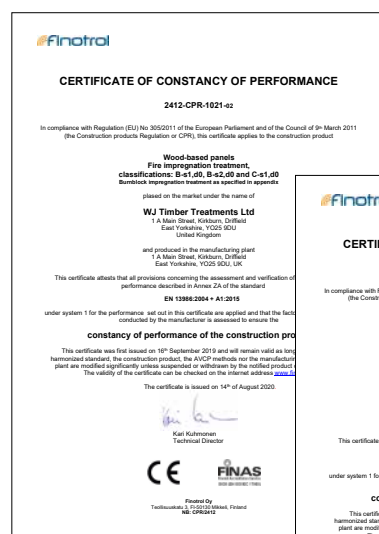 Finotrol
CERTIFICATE OF CONSTANCY OF PERFORMANCE
2412-CPR-1021-02
In compliance with Regulation (EU) No 305/2011 of the European Parliament and of the Council of 9th March 2011
(the Construction products Regulation or CPR), this certificate applies to the construction product
Wood-based panels
Fire impregnation treatment,
classifications: B-s1,d0, B-s2,d0 and C-s1,d0
Burnblock impregnation treatment as specified in appendix
plased on the market under the name of
WJ Timber Treatments Ltd
1 A Main Street, Kirkburn, Driffield
East Yorkshire, YO25 9DU
United Kingdom
and produced in the manufacturing plant
1 A Main Street, Kirkburn, Driffield
East Yorkshire, YO25 9DU, UK
This certificate attests that all provisions concerning the assessment and verification of
performance described in Annex ZA of the standard
EN 13986:2004 + A1:2015
under system 1 for the performance set out in this certificate are applied and that the facto
conducted by the manufacturer is assessed to ensure the
constancy of performance of the construction pro
This certificate was first issued on 16th September 2019 and will remain valid as long
harmonized standard, the construction product, the AVCP methods nor the manufacturin
plant are modified significantly unless suspended or withdrawn by the notified product
The validity of the certificate can be checked on the internet address www.fi
The certificate is issued on 14th of August 2020.
Kari Kuhmonen
Technical Director
CE
FINAS
Finotrol Oy
Teollisuuskatu 3, FI-50130 Mikkeli, Finland
NB: CPR/2412
Finotr
CERTI
In compliance with
(the Constr
This certificate
under system 1 fo
co
This certifi
harmonized stan
plant are modi